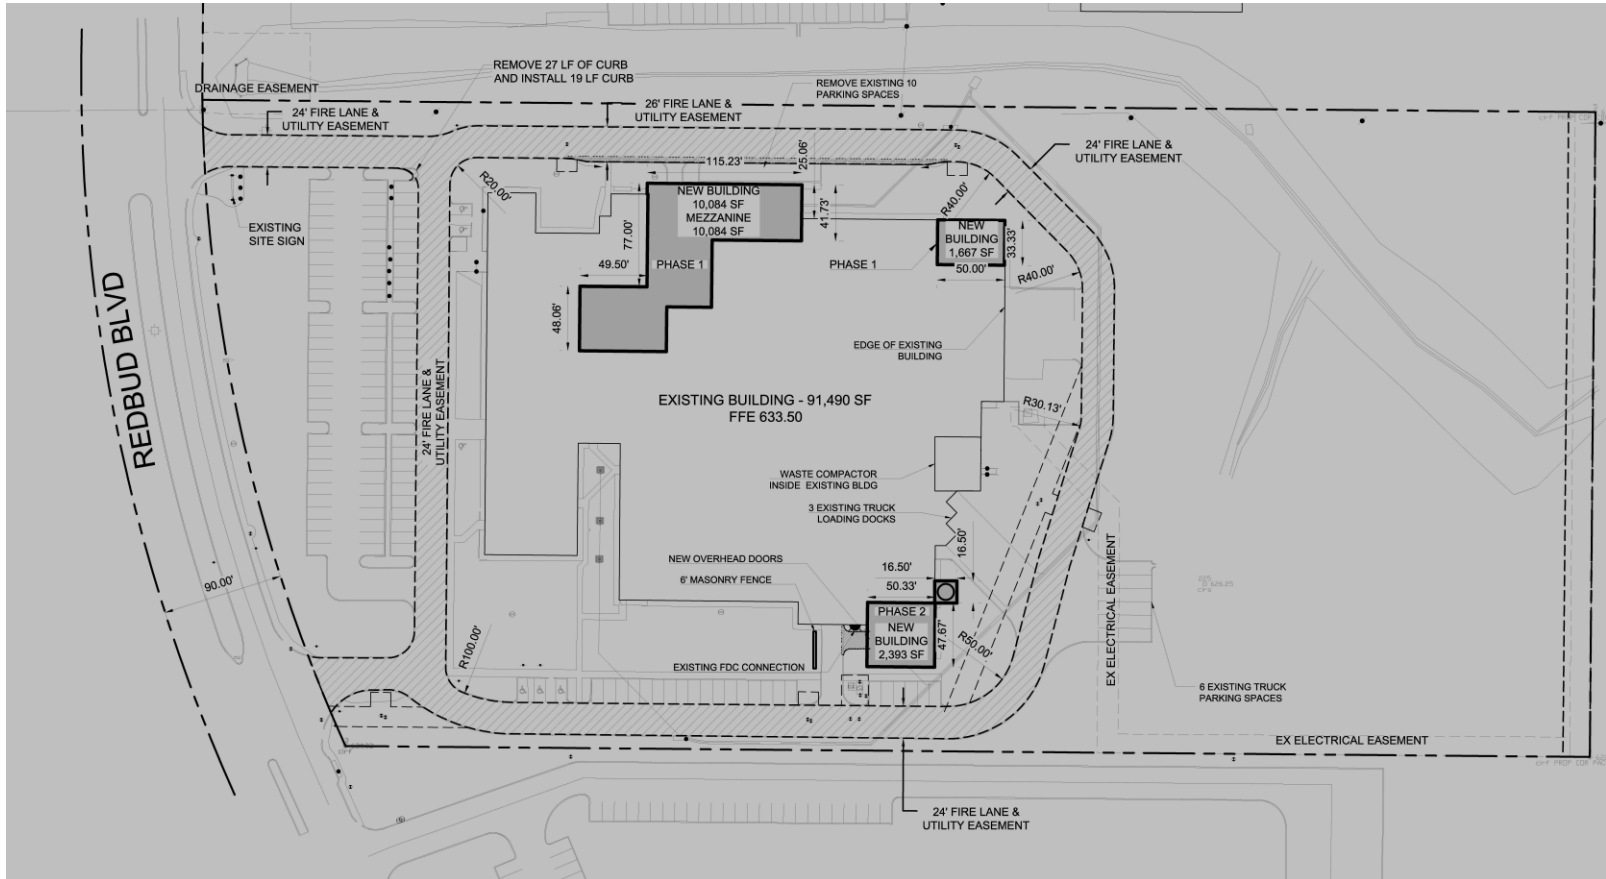 REMOVE 27 LF OF CURB
AND INSTALL 19 LF CURB
REMOVE EXISTING 10
PARKING SPACES
DRAINAGE EASEMENT
24' FIRE LANE &
UTILITY EASEMENT
26' FIRE LANE &
UTILITY EASEMENT
24' FIRE LANE &
UTILITY EASEMENT
115.23'
25.06'
R20.00'
NEW BUILDING
10,084 SF
MEZZANINE
10,084 SF
41.73'
R40.00'
77.00'
EXISTING
SITE SIGN
NEW
BUILDING
1,667 SF
33.33'
49.50'
PHASE 1
PHASE 1
50.00'
R40.00'
48.06'
REDBUD BLVD
EDGE OF EXISTING
BUILDING
24' FIRE LANE &
UTILITY EASEMENT
EXISTING BUILDING - 91,490 SF
FFE 633.50
R30.13'
WASTE COMPACTOR
INSIDE EXISTING BLDG
3 EXISTING TRUCK
LOADING DOCKS
16.50'
NEW OVERHEAD DOORS
16.50'
6' MASONRY FENCE
50.33'
90.00'
PHASE 2
NEW
BUILDING
2,393 SF
47.67'
R50.00'
R100.00'
EX ELECTRICAL EASEMENT
EXISTING FDC CONNECTION
6 EXISTING TRUCK
PARKING SPACES
EX ELECTRICAL EASEMENT
24' FIRE LANE &
UTILITY EASEMENT